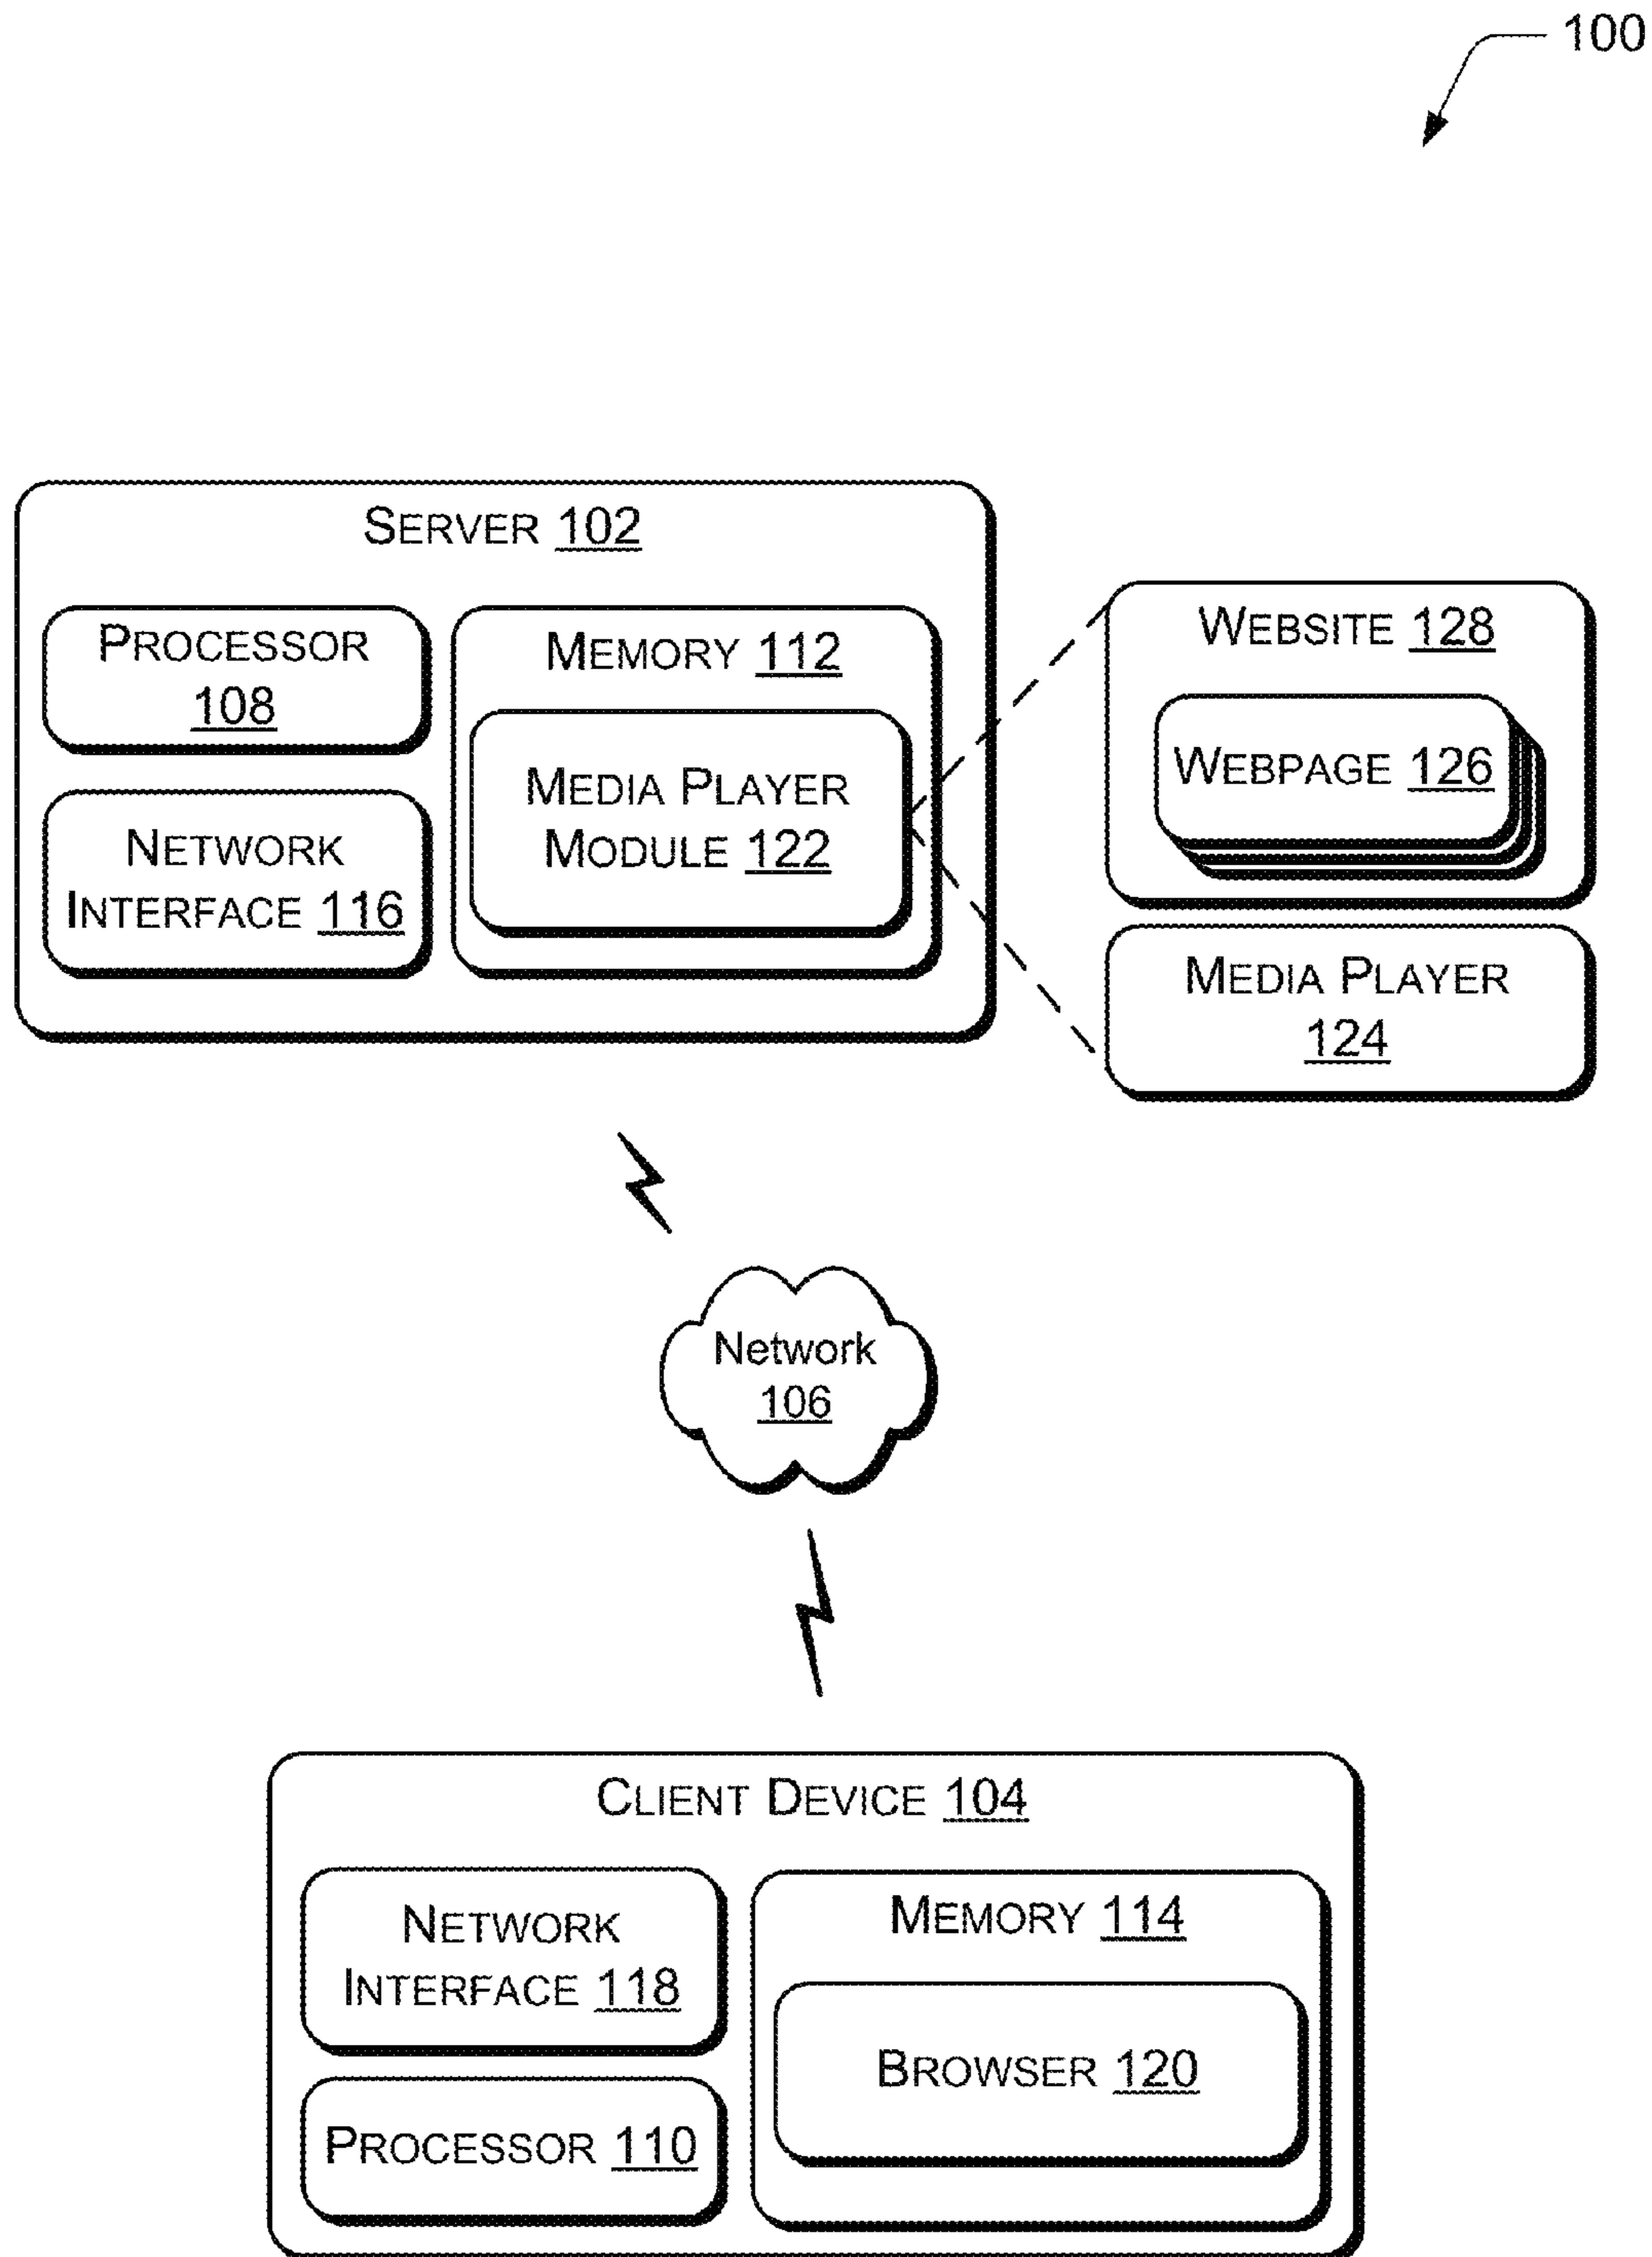 100
SERVER 102
PROCESSOR
108
MEMORY 112
MEDIA PLAYER
MODULE 122
NETWORK
INTERFACE 116
WEBSITE 128
WEBPAGE 126
MEDIA PLAYER
124
Network
106
CLIENT DEVICE 104
NETWORK
INTERFACE 118
PROCESSOR 110
MEMORY 114
BROWSER 120